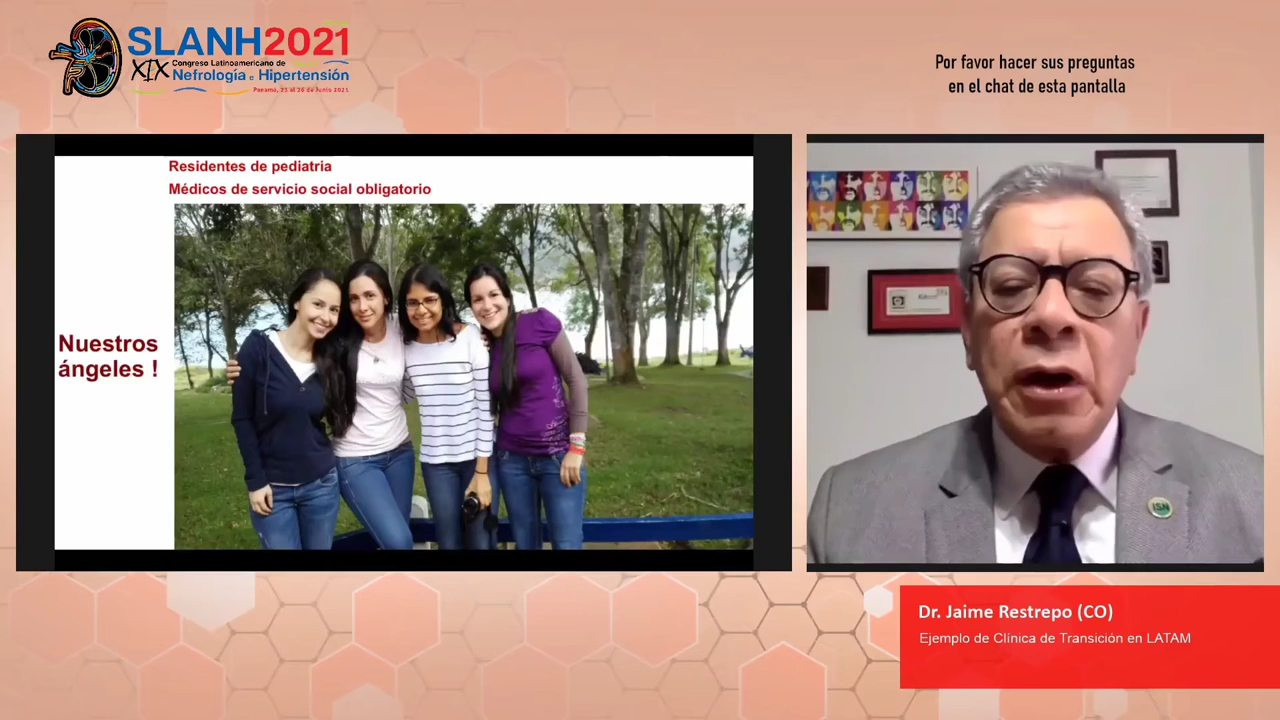 SLANH2021
XIX
Congreso Latinoamericano de
Nefrología e Hipertensión
Panamá, 23 al 26 de Junio 2021.
Por favor hacer sus preguntas
en el chat de esta pantalla
Residentes de pediatria
Médicos de servicio social obligatorio
Nuestros
ángeles !
ISN
Dr. Jaime Restrepo (CO)
Ejemplo de Clínica de Transición en LATAM